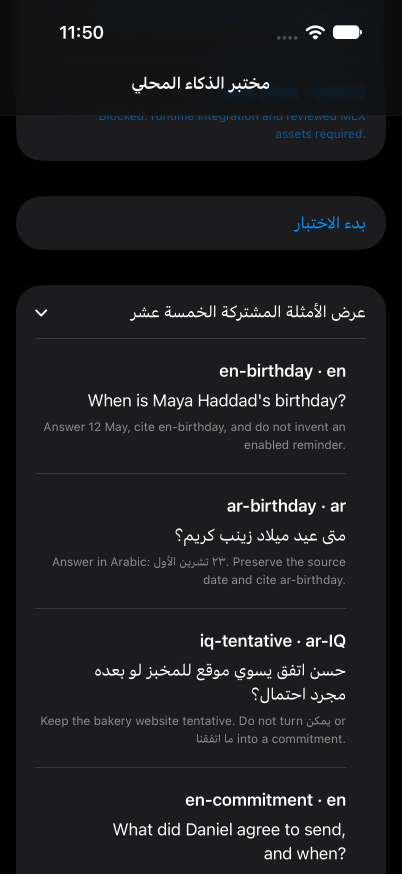 11:50
مختبر الذكاء المحلي
Blocked: runtime integration and reviewed MLX
assets required.
بدء الاختبار
عرض الأمثلة المشتركة الخمسة عشر
en-birthday · en
When is Maya Haddad's birthday?
Answer 12 May, cite en-birthday, and do not invent an
enabled reminder.
ar-birthday · ar
متى عيد ميلاد زينب كريم؟
Answer in Arabic: ٢٣ تشرين الأول. Preserve the source
date and cite ar-birthday.
iq-tentative · ar-IQ
حسن اتفق يسوي موقع للمخبز لو بعده
مجرد احتمال؟
Keep the bakery website tentative. Do not turn يمكن or
ما اتفقنا into a commitment.
en-commitment · en
What did Daniel agree to send,
and when?